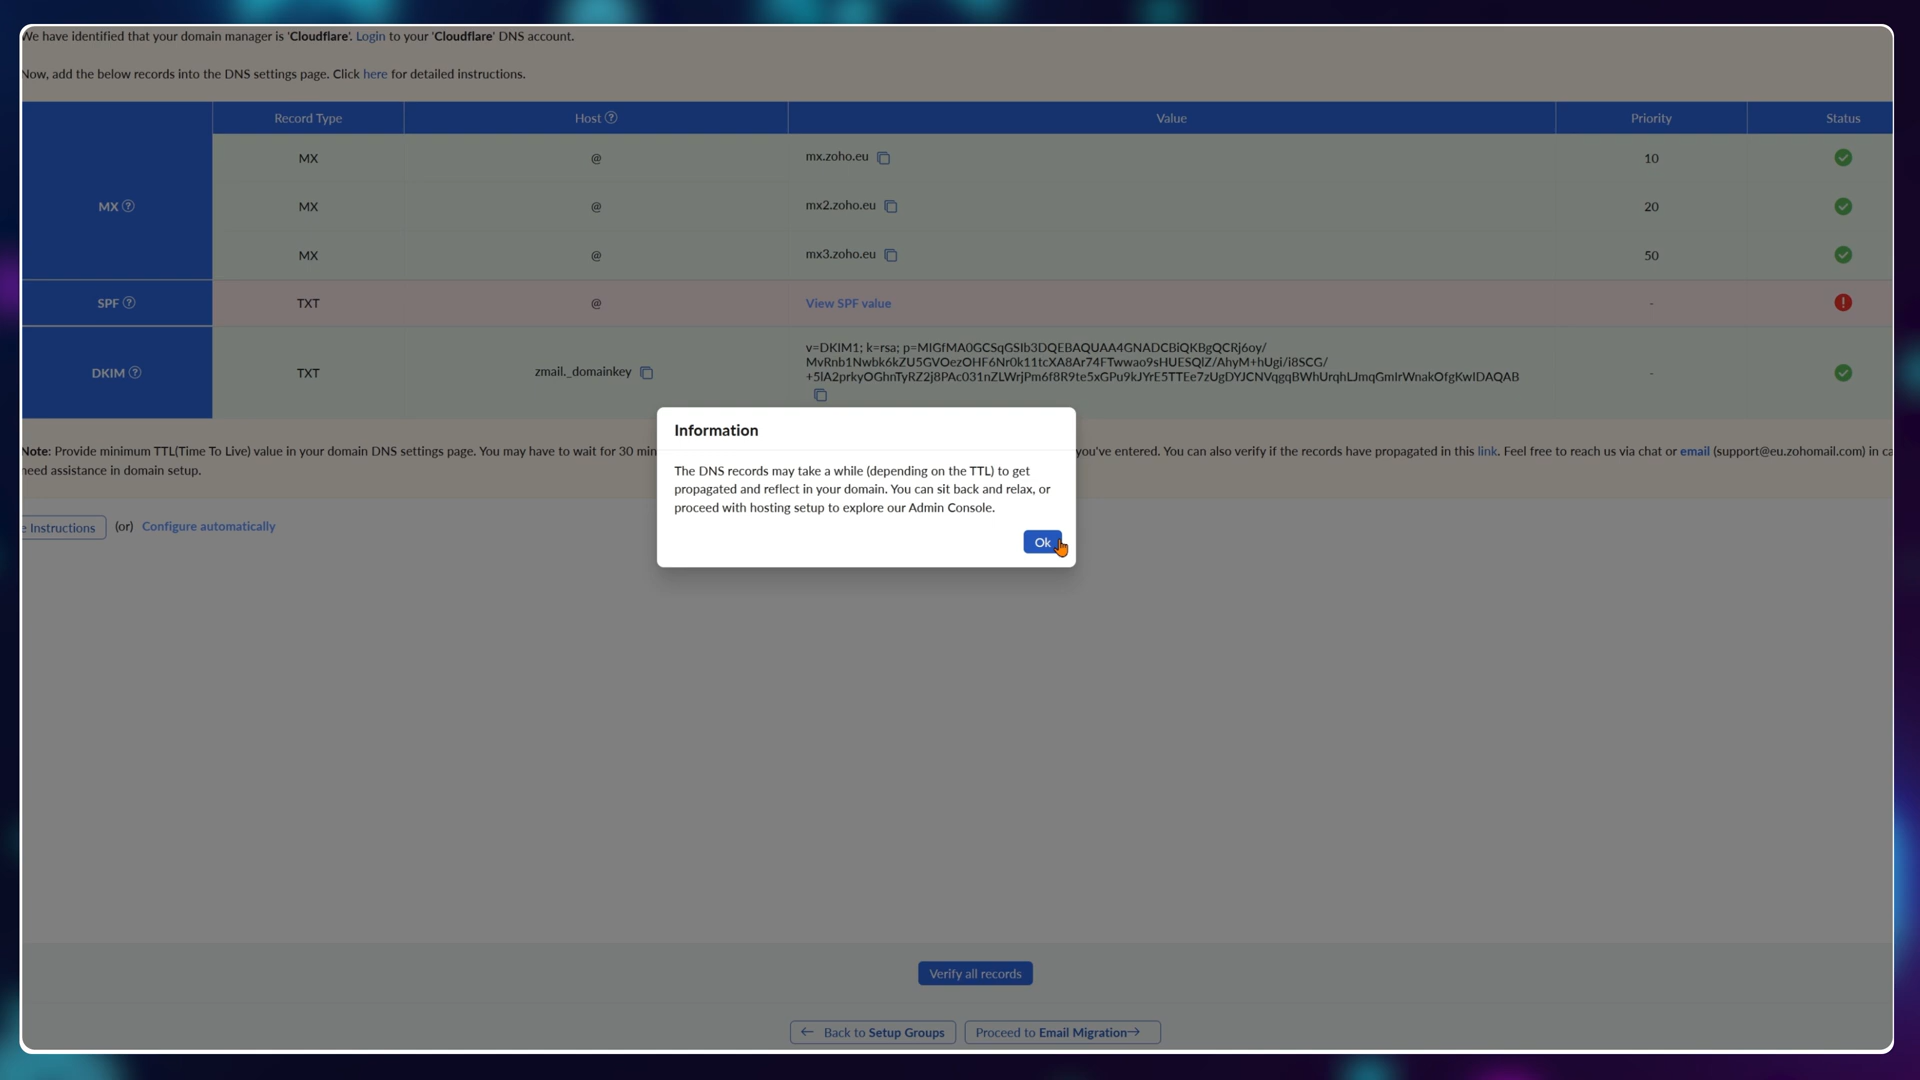 We have identified that your domain manager is 'Cloudflare'. Login to your 'Cloudflare' DNS account.
Now, add the below records into the DNS settings page. Click here for detailed instructions.
Record Type Host Value Priority Status
MX
MX @ mx.zoho.eu 10
MX @ mx2.zoho.eu 20
MX @ mx3.zoho.eu 50
SPF TXT @ View SPF value -
DKIM TXT zmail._domainkey
v=DKIM1; k=rsa; p=MIGfMA0GCSqGSIb3DQEBAQUAA4GNADCBiQKBgQCRj6oy/
MvRnb1Nwbk6kZU5GVOezOHF6Nr0k11tcXA8Ar74FTwwao9sHUESQlZ/AhyM+hUgi/i8SCG/
+5lA2prkyOGhnTyRZ2j8PAc031nZLWrjPm6f8R9te5xGPu9kJYrE5TTEe7zUgDYJCNVqgqBWhUrqhLJmqGmIrWnakOfgKwIDAQAB
-
Note: Provide minimum TTL(Time To Live) value in your domain DNS settings page. You may have to wait for 30 min you've entered. You can also verify if the records have propagated in this link. Feel free to reach us via chat or email (support@eu.zohomail.com) in ca
need assistance in domain setup.
e Instructions (or) Configure automatically
Information
The DNS records may take a while (depending on the TTL) to get
propagated and reflect in your domain. You can sit back and relax, or
proceed with hosting setup to explore our Admin Console.
Ok
Verify all records
← Back to Setup Groups
Proceed to Email Migration→